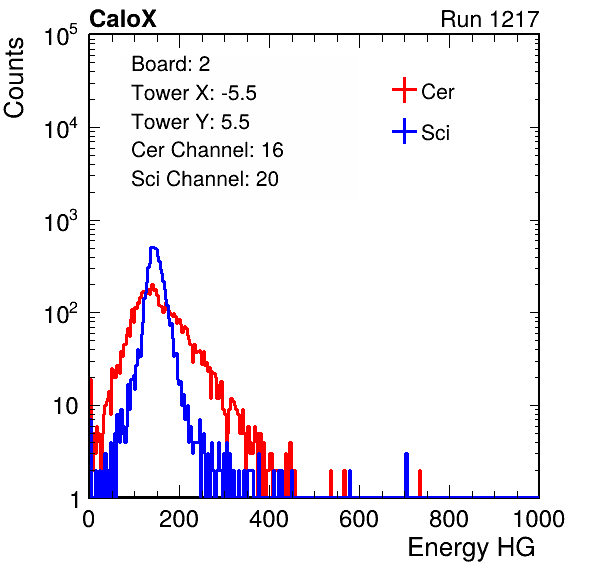 CaloX
Run 1217
Counts
10^5
10^4
10^3
10^2
10
1
Board: 2
Tower X: -5.5
Tower Y: 5.5
Cer Channel: 16
Sci Channel: 20
Cer
Sci
0 200 400 600 800 1000
Energy HG